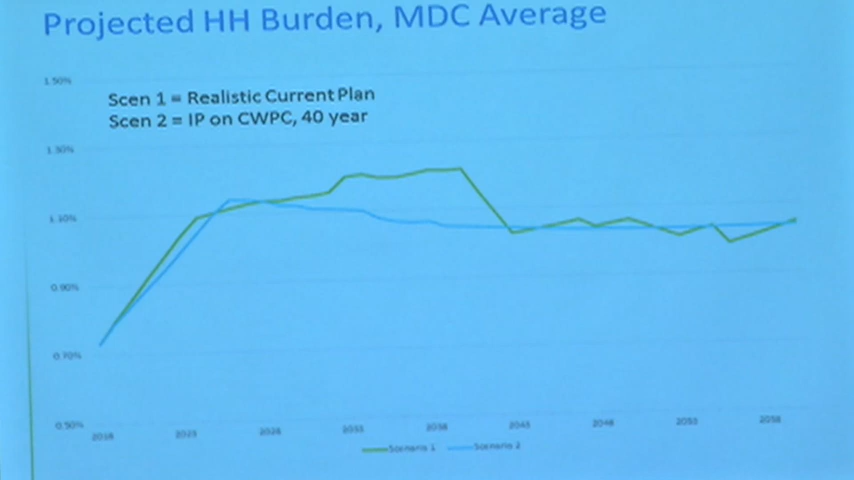 Projected HH Burden, MDC Average
1.50%
Scen 1 = Realistic Current Plan
Scen 2 = IP on CWPC, 40 year
1.30%
1.10%
0.90%
0.70%
0.50%
2018 2023 2028 2033 2038 2043 2048 2053 2058
Scenario 1 Scenario 2